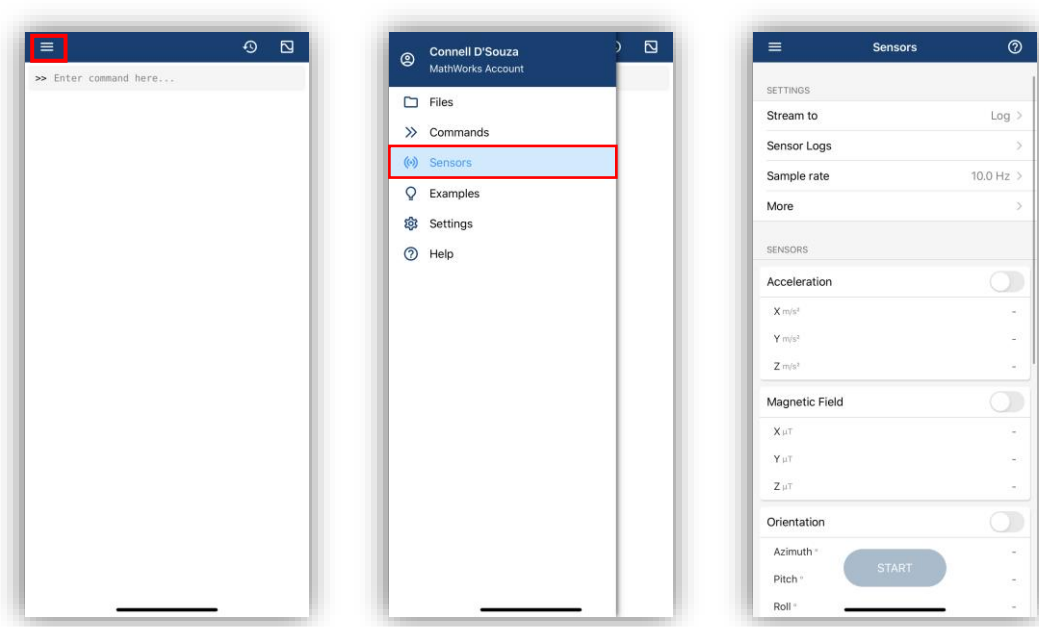 >> Enter command here...
Connell D'Souza
MathWorks Account
Files
Commands
Sensors
Examples
Settings
Help
Sensors
SETTINGS
Stream to Log >
Sensor Logs >
Sample rate 10.0 Hz >
More >
SENSORS
Acceleration
X m/s² -
Y m/s² -
Z m/s² -
Magnetic Field
X μT -
Y μT -
Z μT -
Orientation
Azimuth ° -
START
Pitch ° -
Roll ° -